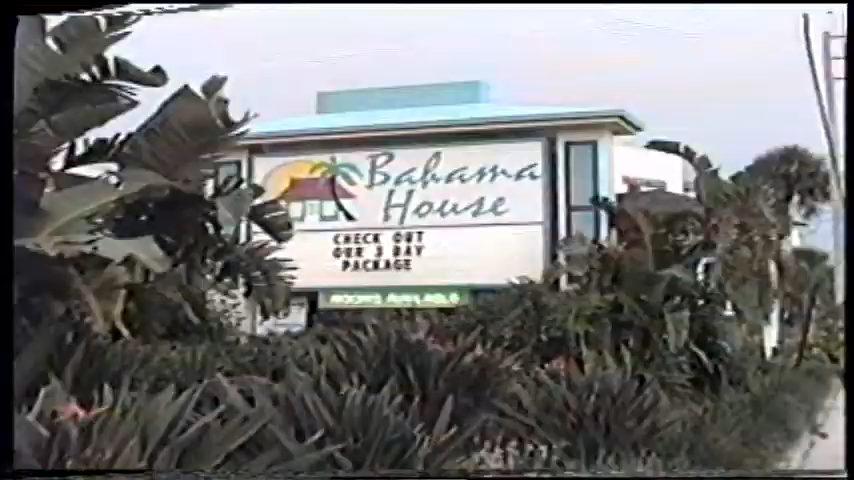 Bahama
House
CHECK OUT
OUR 3 DAY
PACKAGE
ROOMS AVAILABLE